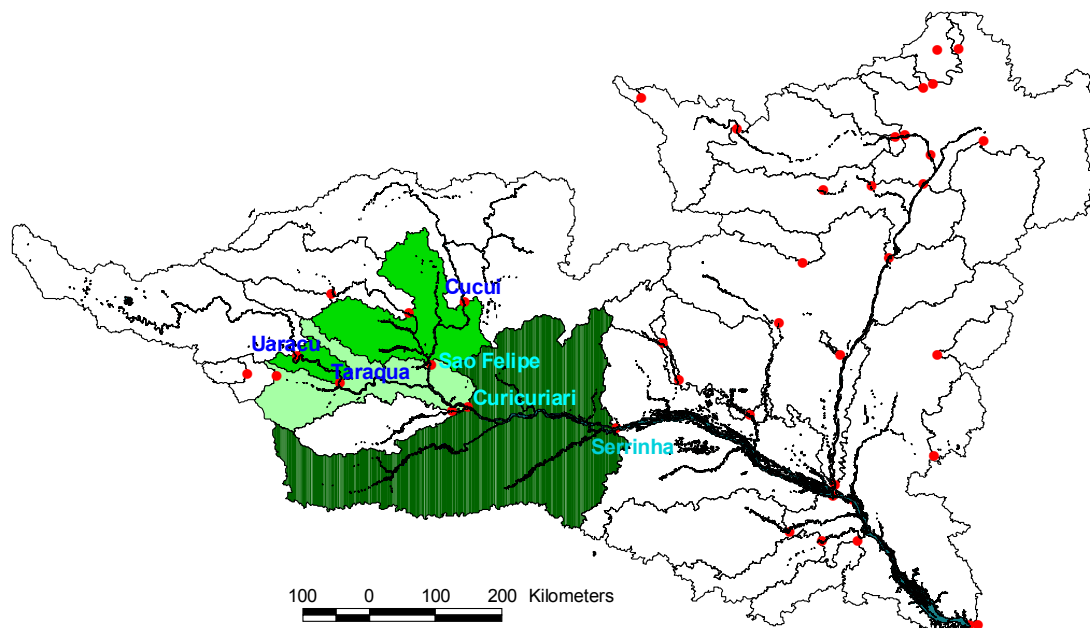 Cucui
Uaracu
Sao Felipe
Taraqua
Curicuriari
Serrinha
100 0 100 200 Kilometers